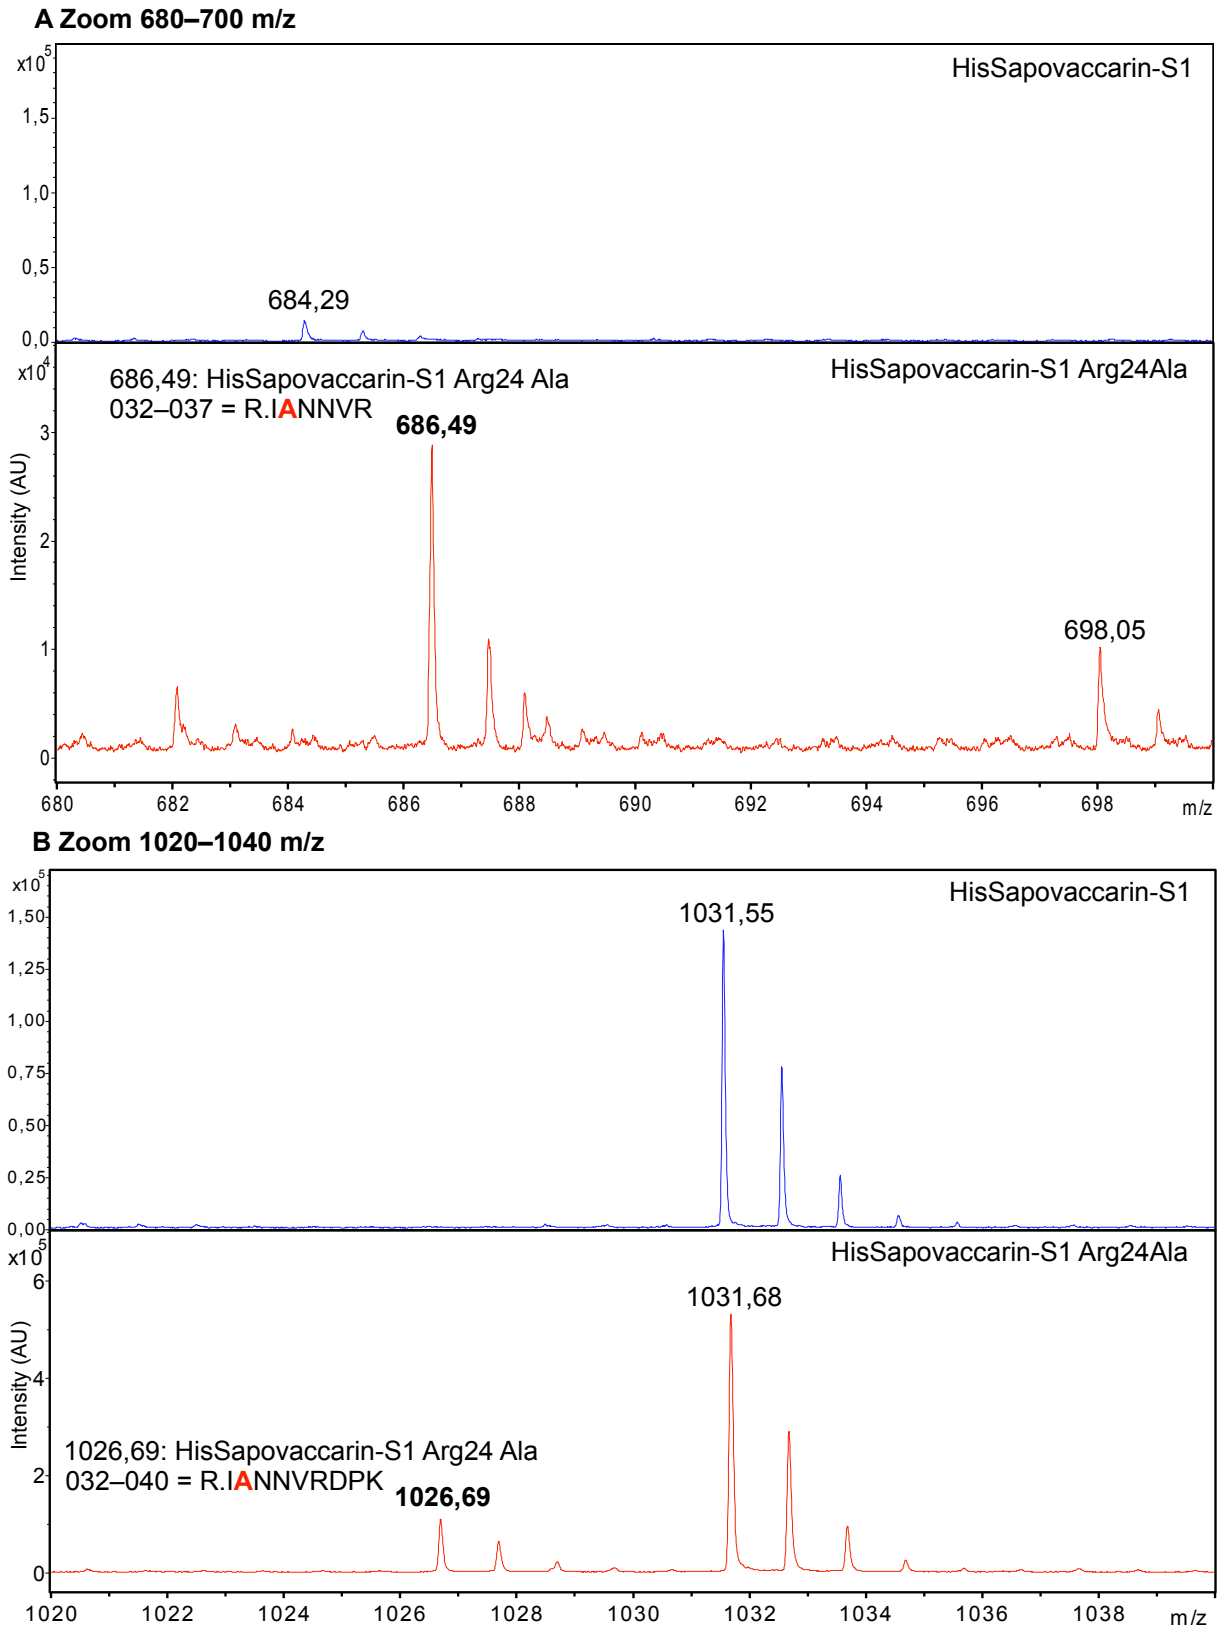 A Zoom 680–700 m/z
x10^5
HisSapovaccarin-S1
1,5
1,0
0,5
684,29
0,0
x10^4
686,49: HisSapovaccarin-S1 Arg24 Ala
HisSapovaccarin-S1 Arg24Ala
032–037 = R.IANNVR
686,49
3
2
698,05
1
0
Intensity (AU)
680 682 684 686 688 690 692 694 696 698 m/z
B Zoom 1020–1040 m/z
x10^5
HisSapovaccarin-S1
1031,55
1,50
1,25
1,00
0,75
0,50
0,25
0,00
x10^5
HisSapovaccarin-S1 Arg24Ala
6
1031,68
4
1026,69: HisSapovaccarin-S1 Arg24 Ala
032–040 = R.IANNVRDPK
1026,69
2
0
Intensity (AU)
1020 1022 1024 1026 1028 1030 1032 1034 1036 1038 m/z